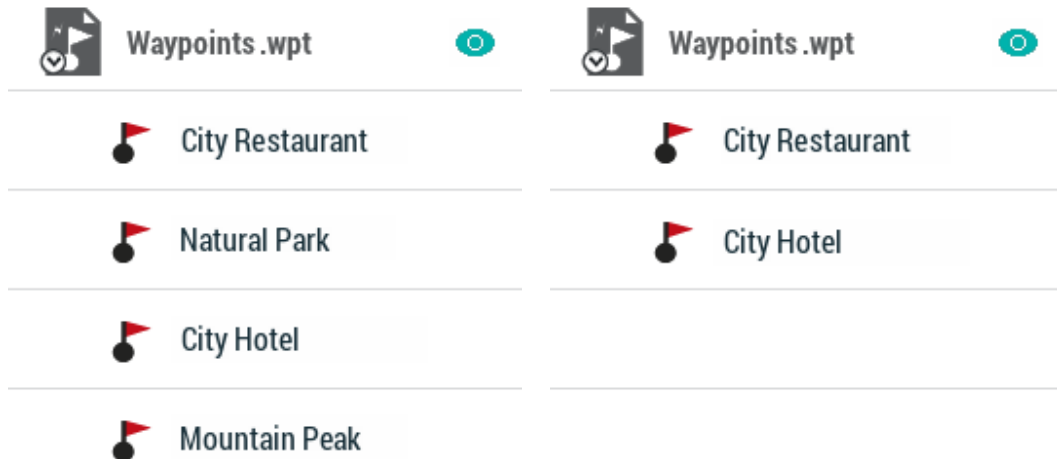 Waypoints.wpt
City Restaurant
Natural Park
City Hotel
Mountain Peak
Waypoints.wpt
City Restaurant
City Hotel